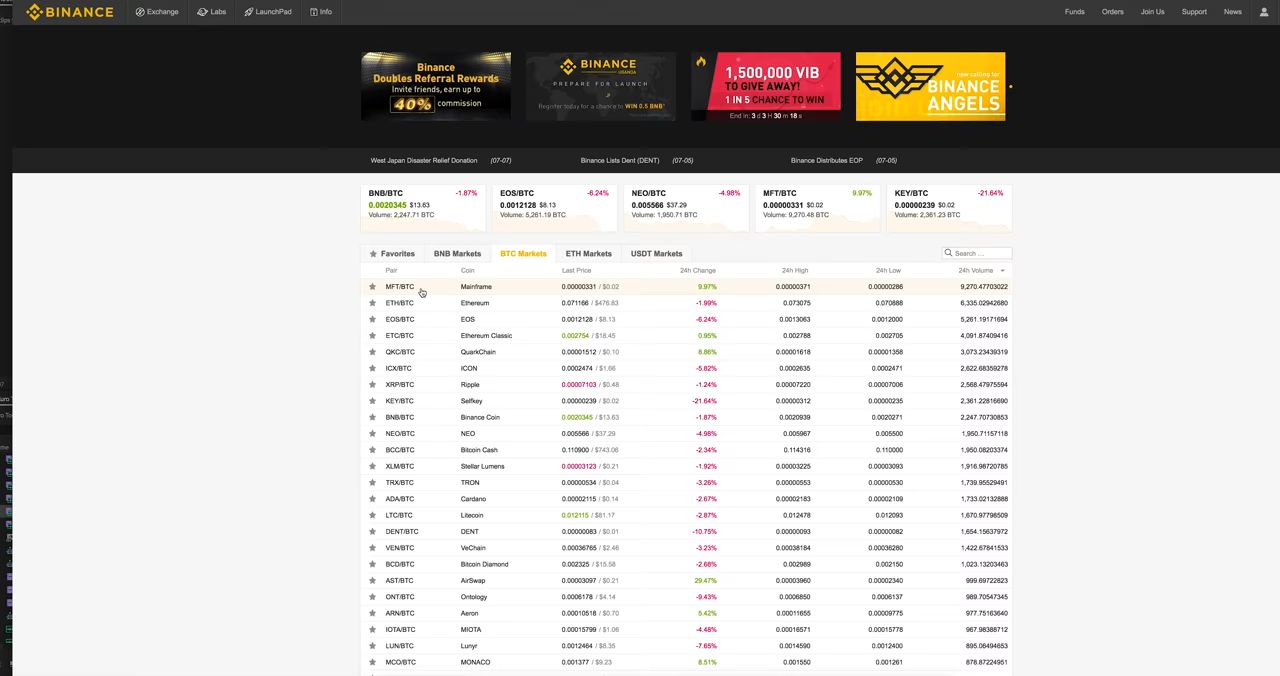 BINANCE Exchange Labs LaunchPad Info Funds Orders Join Us Support News
Binance
Doubles Referral Rewards
Invite friends, earn up to
40% commission
BINANCE
UGANDA
PREPARE FOR LAUNCH
Register today for a chance to WIN 0.5 BNB*
1,500,000 VIB
TO GIVE AWAY!
1 IN 5 CHANCE TO WIN
End in: 3 d 3 H 30 m 18 s
now calling for
BINANCE
ANGELS
West Japan Disaster Relief Donation (07-07) Binance Lists Dent (DENT) (07-05) Binance Distributes EOP (07-05)
BNB/BTC -1.87% EOS/BTC -6.24% NEO/BTC -4.98% MFT/BTC 9.97% KEY/BTC -21.64%
0.0020345 $13.63 0.0012128 $8.13 0.005566 $37.29 0.00000331 $0.02 0.00000239 $0.02
Volume: 2,247.71 BTC Volume: 5,261.19 BTC Volume: 1,950.71 BTC Volume: 9,270.48 BTC Volume: 2,361.23 BTC
Favorites BNB Markets BTC Markets ETH Markets USDT Markets Search ...
Pair Coin Last Price 24h Change 24h High 24h Low 24h Volume
MFT/BTC Mainframe 0.00000331 / $0.02 9.97% 0.00000371 0.00000286 9,270.47703022
ETH/BTC Ethereum 0.071166 / $476.83 -1.99% 0.073075 0.070888 6,335.02942680
EOS/BTC EOS 0.0012128 / $8.13 -6.24% 0.0013063 0.0012000 5,261.19171694
ETC/BTC Ethereum Classic 0.002754 / $18.45 0.95% 0.002788 0.002705 4,091.87409416
QKC/BTC QuarkChain 0.00001512 / $0.10 8.86% 0.00001618 0.00001358 3,073.23439319
ICX/BTC ICON 0.0002474 / $1.66 -5.82% 0.0002635 0.0002471 2,622.68359278
XRP/BTC Ripple 0.00007103 / $0.48 -1.24% 0.00007220 0.00007006 2,568.47975594
KEY/BTC Selfkey 0.00000239 / $0.02 -21.64% 0.00000312 0.00000235 2,361.22816690
BNB/BTC Binance Coin 0.0020345 / $13.63 -1.87% 0.0020939 0.0020271 2,247.70730853
NEO/BTC NEO 0.005566 / $37.29 -4.98% 0.005967 0.005500 1,950.71157118
BCC/BTC Bitcoin Cash 0.110900 / $743.06 -2.34% 0.114316 0.110000 1,950.08203374
XLM/BTC Stellar Lumens 0.00003123 / $0.21 -1.92% 0.00003225 0.00003093 1,916.98720785
TRX/BTC TRON 0.00000534 / $0.04 -3.26% 0.00000553 0.00000530 1,739.95529491
ADA/BTC Cardano 0.00002115 / $0.14 -2.67% 0.00002183 0.00002109 1,733.02132888
LTC/BTC Litecoin 0.012115 / $81.17 -2.87% 0.012478 0.012093 1,670.97798509
DENT/BTC DENT 0.00000083 / $0.01 -10.75% 0.00000093 0.00000082 1,654.15637972
VEN/BTC VeChain 0.00036765 / $2.46 -3.23% 0.00038184 0.00036280 1,422.67841533
BCD/BTC Bitcoin Diamond 0.002325 / $15.58 -2.68% 0.002989 0.002150 1,023.13203463
AST/BTC AirSwap 0.00003097 / $0.21 29.47% 0.00003960 0.00002340 999.69722823
ONT/BTC Ontology 0.0006178 / $4.14 -9.43% 0.0006850 0.0006137 989.70547345
ARN/BTC Aeron 0.00010518 / $0.70 5.42% 0.00011655 0.00009775 977.75163640
IOTA/BTC MIOTA 0.00015799 / $1.06 -4.48% 0.00016571 0.00015778 967.98388712
LUN/BTC Lunyr 0.0012464 / $8.35 -7.65% 0.0014590 0.0012400 895.06494653
MCO/BTC MONACO 0.001377 / $9.23 8.51% 0.001550 0.001261 878.87224951